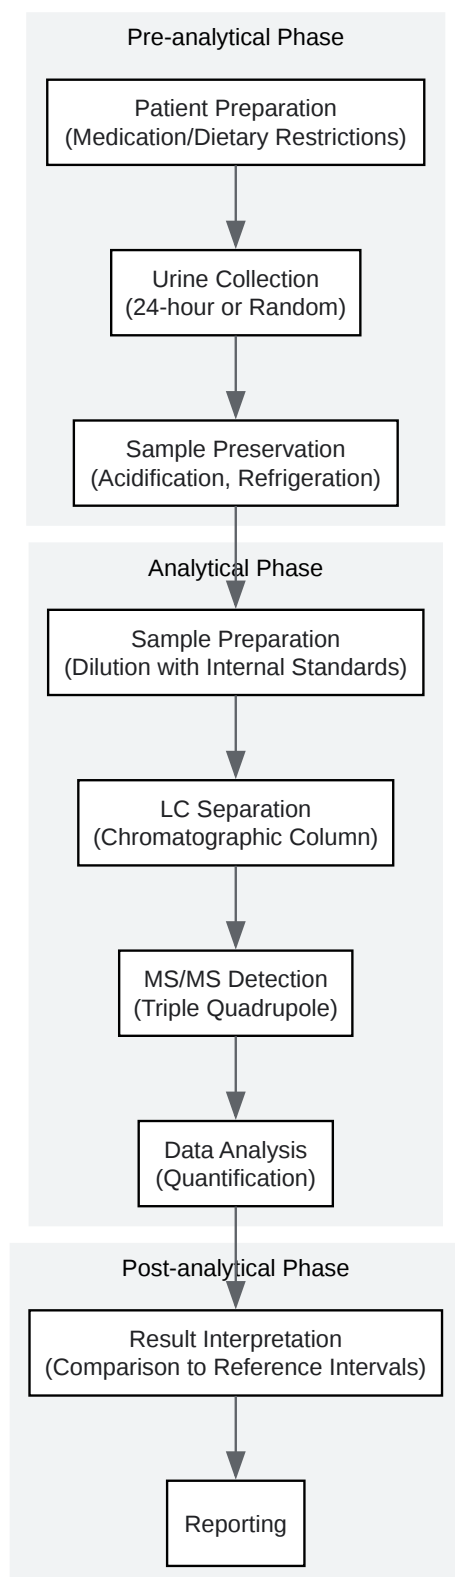 Pre-analytical Phase
Patient Preparation
(Medication/Dietary Restrictions)
Urine Collection
(24-hour or Random)
Sample Preservation
(Acidification, Refrigeration)
Analytical Phase
Sample Preparation
(Dilution with Internal Standards)
LC Separation
(Chromatographic Column)
MS/MS Detection
(Triple Quadrupole)
Data Analysis
(Quantification)
Post-analytical Phase
Result Interpretation
(Comparison to Reference Intervals)
Reporting